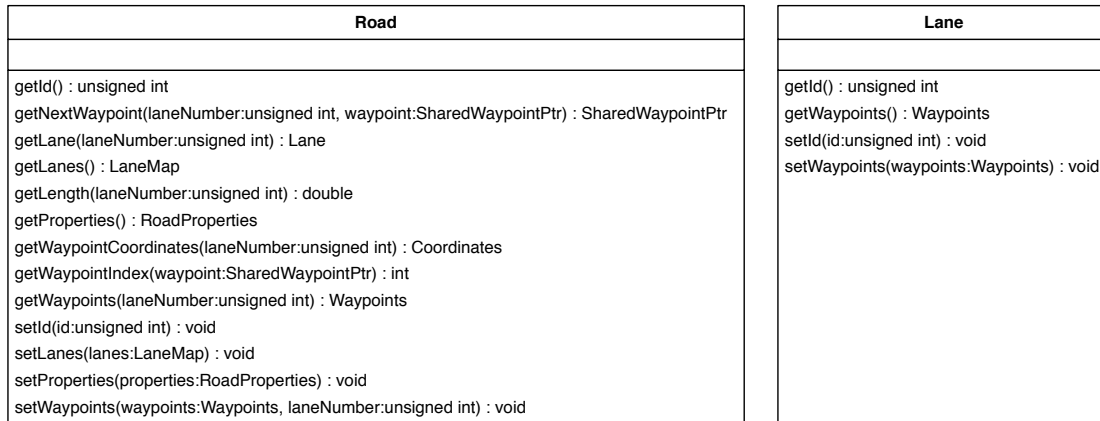 Road
getId() : unsigned int
getNextWaypoint(laneNumber:unsigned int, waypoint:SharedWaypointPtr) : SharedWaypointPtr
getLane(laneNumber:unsigned int) : Lane
getLanes() : LaneMap
getLength(laneNumber:unsigned int) : double
getProperties() : RoadProperties
getWaypointCoordinates(laneNumber:unsigned int) : Coordinates
getWaypointIndex(waypoint:SharedWaypointPtr) : int
getWaypoints(laneNumber:unsigned int) : Waypoints
setId(id:unsigned int) : void
setLanes(lanes:LaneMap) : void
setProperties(properties:RoadProperties) : void
setWaypoints(waypoints:Waypoints, laneNumber:unsigned int) : void
Lane
getId() : unsigned int
getWaypoints() : Waypoints
setId(id:unsigned int) : void
setWaypoints(waypoints:Waypoints) : void